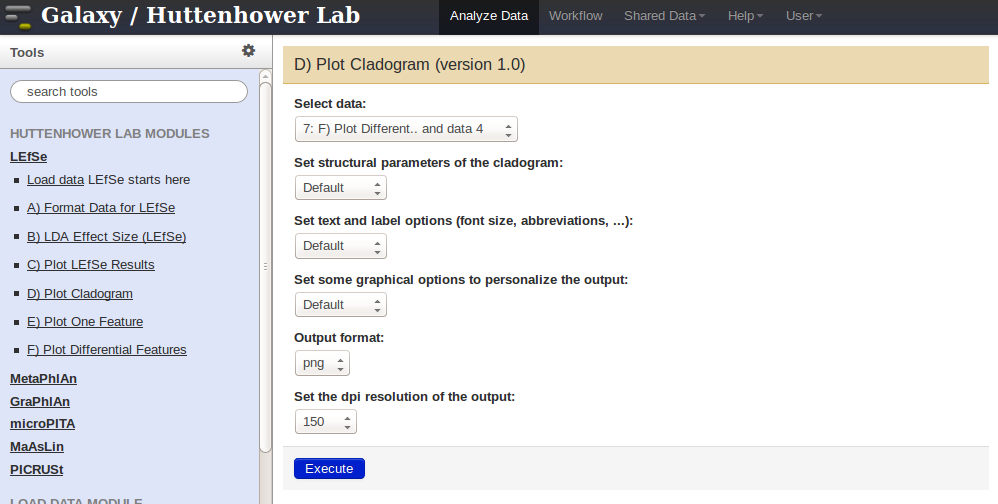 Galaxy / Huttenhower Lab
Analyze Data Workflow Shared Data Help User
Tools
search tools
HUTTENHOWER LAB MODULES
LEfSe
Load data LEfSe starts here
A) Format Data for LEfSe
B) LDA Effect Size (LEfSe)
C) Plot LEfSe Results
D) Plot Cladogram
E) Plot One Feature
F) Plot Differential Features
MetaPhlAn
GraPhlAn
microPITA
MaAsLin
PICRUSt
LOAD DATA MODULE
D) Plot Cladogram (version 1.0)
Select data:
7: F) Plot Different.. and data 4
Set structural parameters of the cladogram:
Default
Set text and label options (font size, abbreviations, ...):
Default
Set some graphical options to personalize the output:
Default
Output format:
png
Set the dpi resolution of the output:
150
Execute